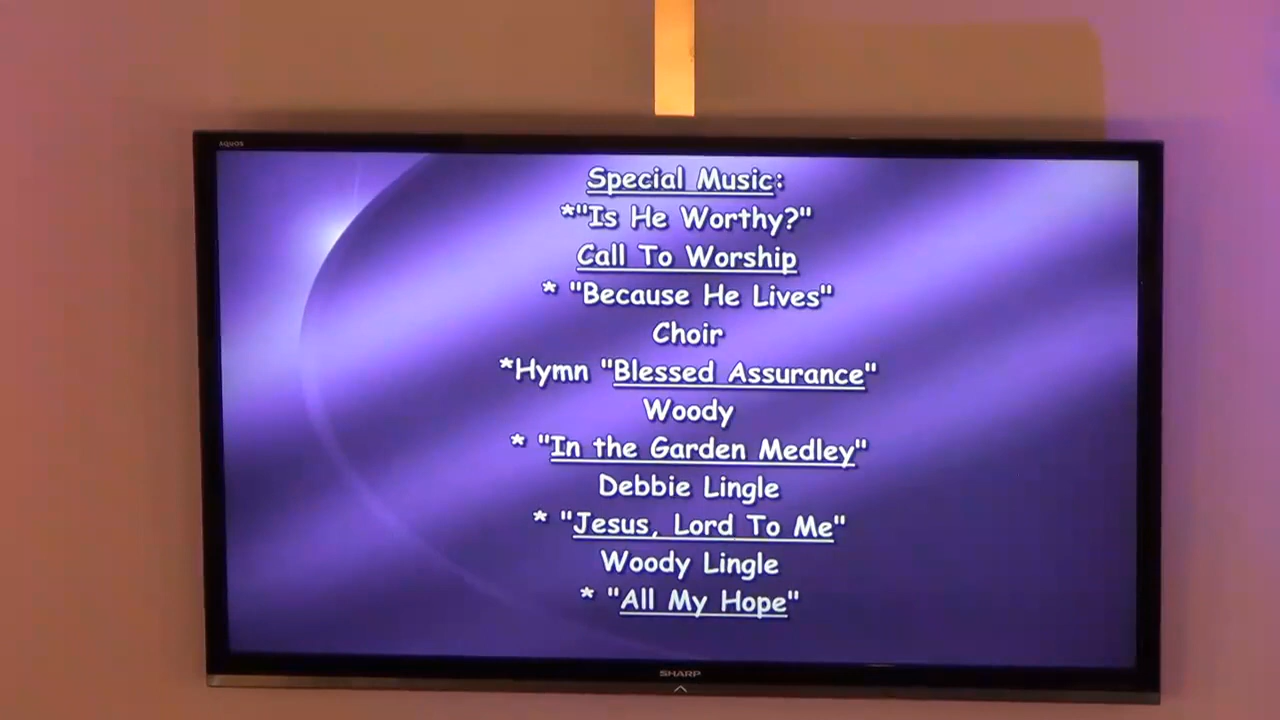 AQUOS
Special Music:
*"Is He Worthy?"
Call To Worship
* "Because He Lives"
Choir
*Hymn "Blessed Assurance"
Woody
* "In the Garden Medley"
Debbie Lingle
* "Jesus, Lord To Me"
Woody Lingle
* "All My Hope"
SHARP